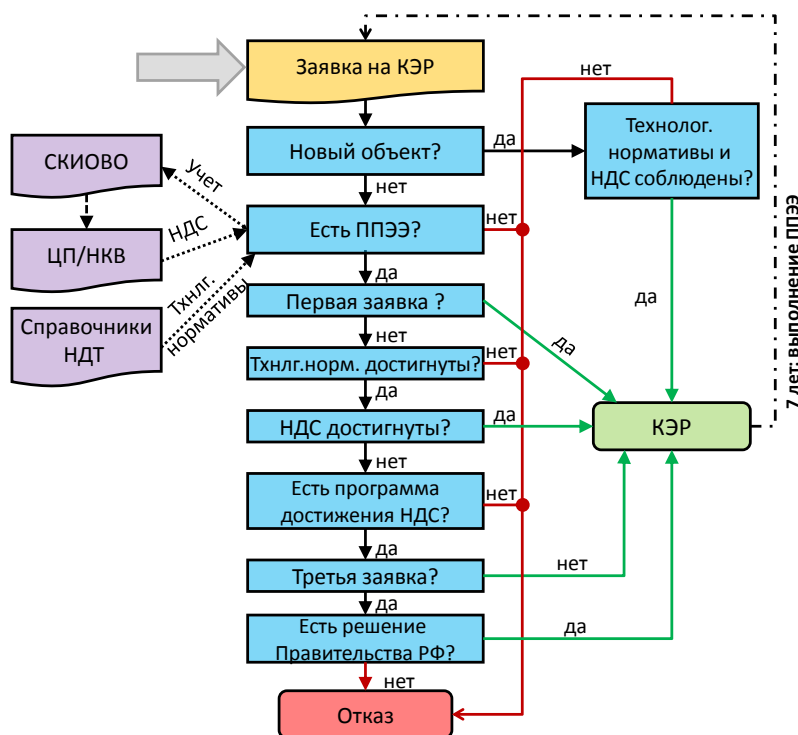 Заявка на КЭР
нет
Новый объект?
да
Технолог.
нормативы и
НДС соблюдены?
СКИОВО
Учет
нет
ЦП/НКВ
НДС
Есть ППЭЭ?
нет
да
Справочники
НДТ
Тхнлг.
нормативы
Первая заявка ?
да
нет
Тхнлг.норм. достигнуты?
нет
да
да
НДС достигнуты?
да
КЭР
7 лет: выполнение ППЭЭ
нет
Есть программа
достижения НДС?
нет
да
Третья заявка?
нет
да
Есть решение
Правительства РФ?
да
нет
Отказ